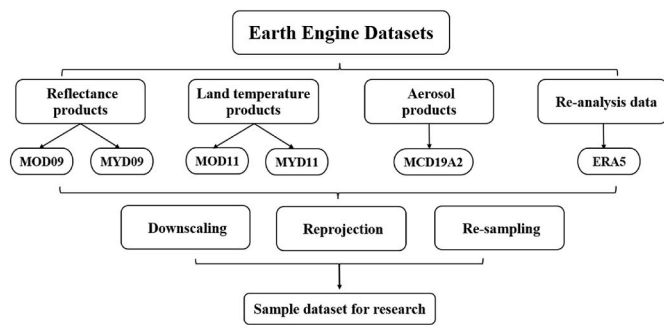 Earth Engine Datasets
Reflectance
products
Land temperature
products
Aerosol
products
Re-analysis data
MOD09
MYD09
MOD11
MYD11
MCD19A2
ERA5
Downscaling
Reprojection
Re-sampling
Sample dataset for research